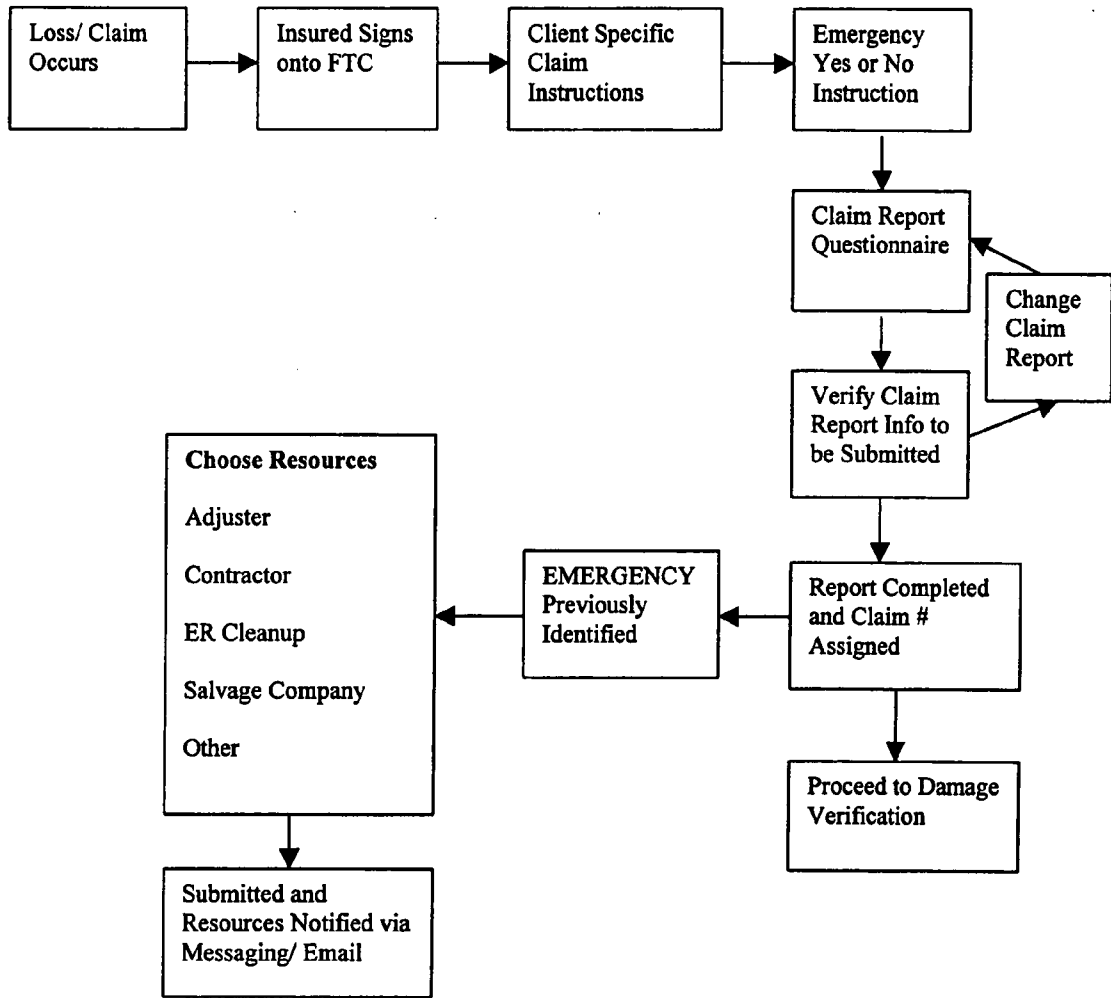 Loss/ Claim
Occurs
Insured Signs
onto FTC
Client Specific
Claim
Instructions
Emergency
Yes or No
Instruction
Claim Report
Questionnaire
Change
Claim
Report
Verify Claim
Report Info to
be Submitted
Report Completed
and Claim #
Assigned
EMERGENCY
Previously
Identified
Choose Resources
Adjuster
Contractor
ER Cleanup
Salvage Company
Other
Proceed to Damage
Verification
Submitted and
Resources Notified via
Messaging/ Email